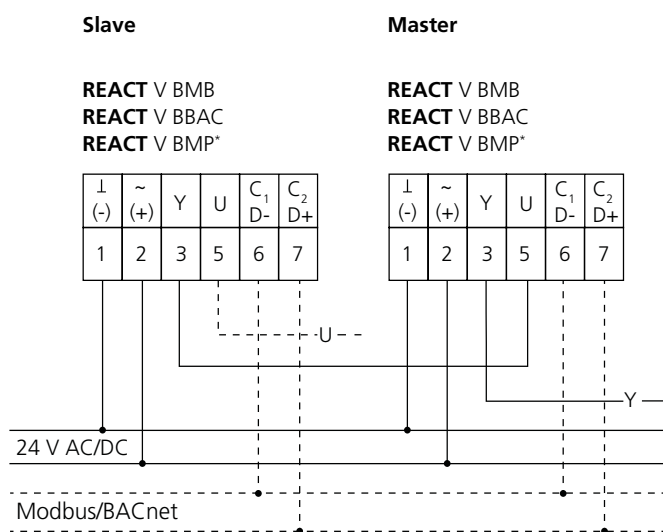 Slave Master
REACT V BMB REACT V BMB
REACT V BBAC REACT V BBAC
REACT V BMP* REACT V BMP*
⊥ ~ Y U C₁ C₂ ⊥ ~ Y U C₁ C₂
(-) (+) D- D+ (-) (+) D- D+
1 2 3 5 6 7 1 2 3 5 6 7
U
Y
24 V AC/DC
Modbus/BACnet